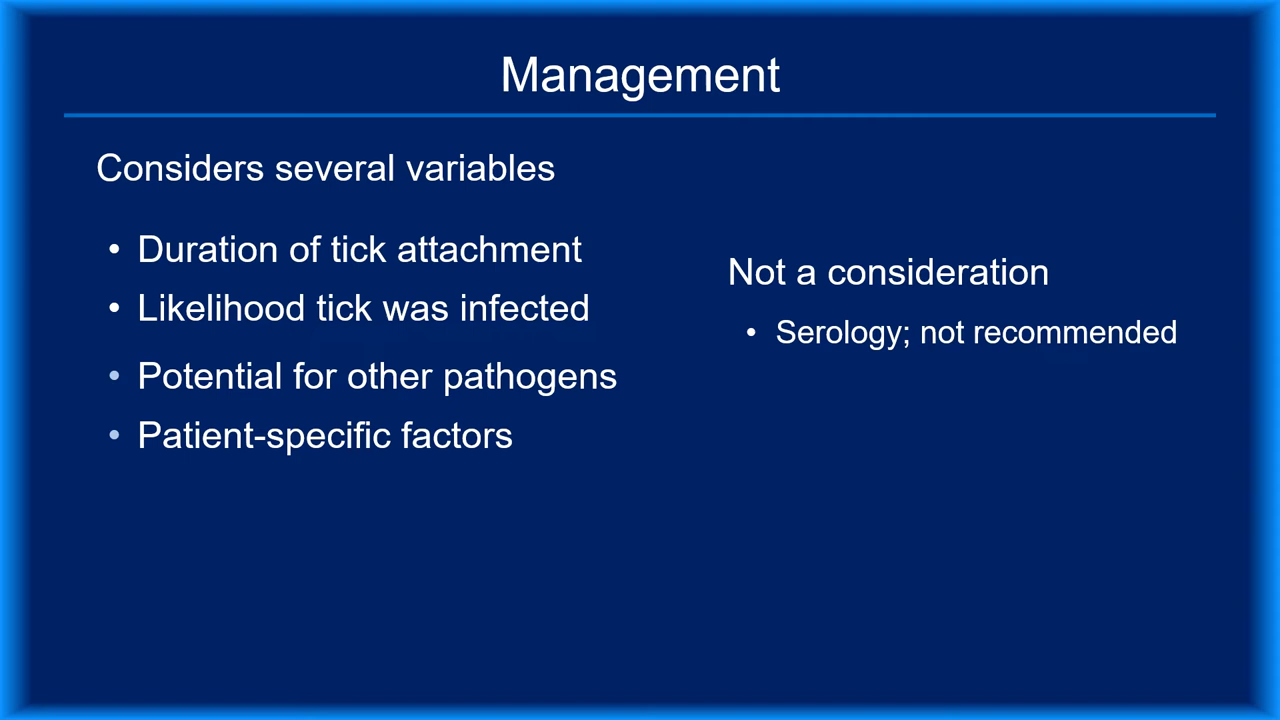 Management
Considers several variables
• Duration of tick attachment
• Likelihood tick was infected
• Potential for other pathogens
• Patient-specific factors
Not a consideration
• Serology; not recommended